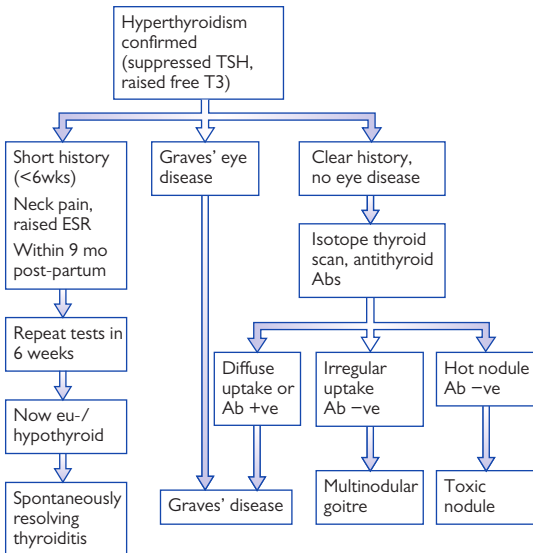 Hyperthyroidism
confirmed
(suppressed TSH,
raised free T3)
Short history
(<6wks)
Neck pain,
raised ESR
Within 9 mo
post-partum
Graves' eye
disease
Clear history,
no eye disease
Isotope thyroid
scan, antithyroid
Abs
Repeat tests in
6 weeks
Diffuse
uptake or
Ab +ve
Irregular
uptake
Ab −ve
Hot nodule
Ab −ve
Now eu-/
hypothyroid
Spontaneously
resolving
thyroiditis
Graves' disease
Multinodular
goitre
Toxic
nodule